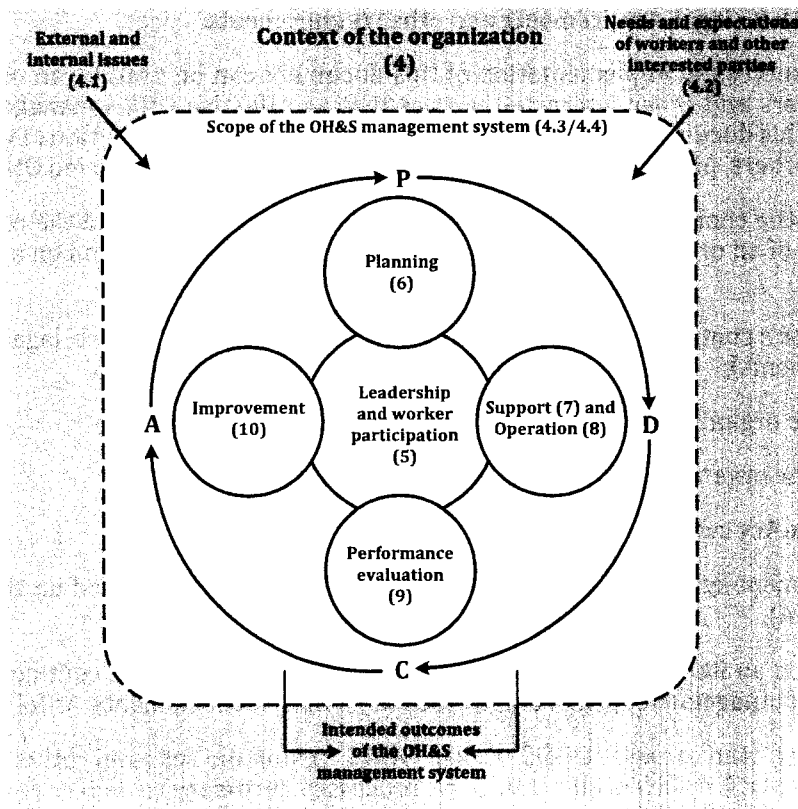 External and
internal issues
(4.1)
Context of the organization
(4)
Needs and expectations
of workers and other
interested parties
(4.2)
Scope of the OH&S management system (4.3/4.4)
P
Planning
(6)
A
Improvement
(10)
Leadership
and worker
participation
(5)
Support (7) and
Operation (8)
D
Performance
evaluation
(9)
C
Intended outcomes
of the OH&S
management system